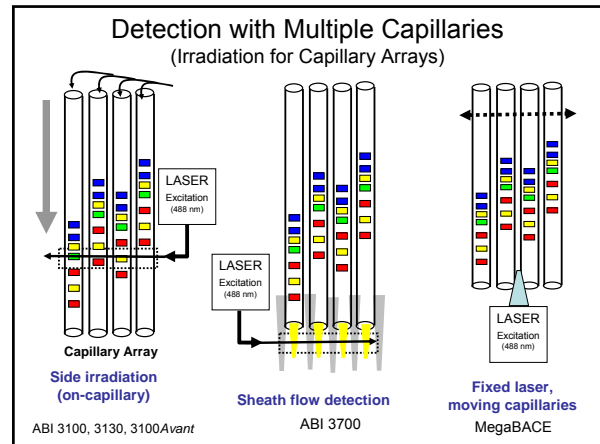 Detection with Multiple Capillaries
(Irradiation for Capillary Arrays)
LASER
Excitation
(488 nm)
Capillary Array
Side irradiation
(on-capillary)
ABI 3100, 3130, 3100Avant
LASER
Excitation
(488 nm)
Sheath flow detection
ABI 3700
LASER
Excitation
(488 nm)
Fixed laser,
moving capillaries
MegaBACE